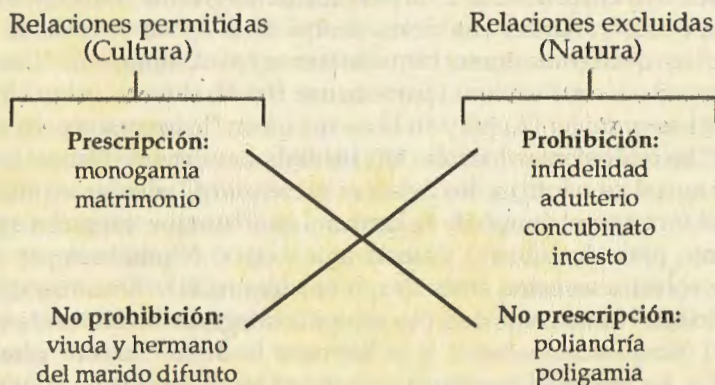 Relaciones permitidas
(Cultura)
Relaciones excluidas
(Natura)
Prescripción:
monogamia
matrimonio
Prohibición:
infidelidad
adulterio
concubinato
incesto
No prohibición:
viuda y hermano
del marido difunto
No prescripción:
poliandría
poligamia